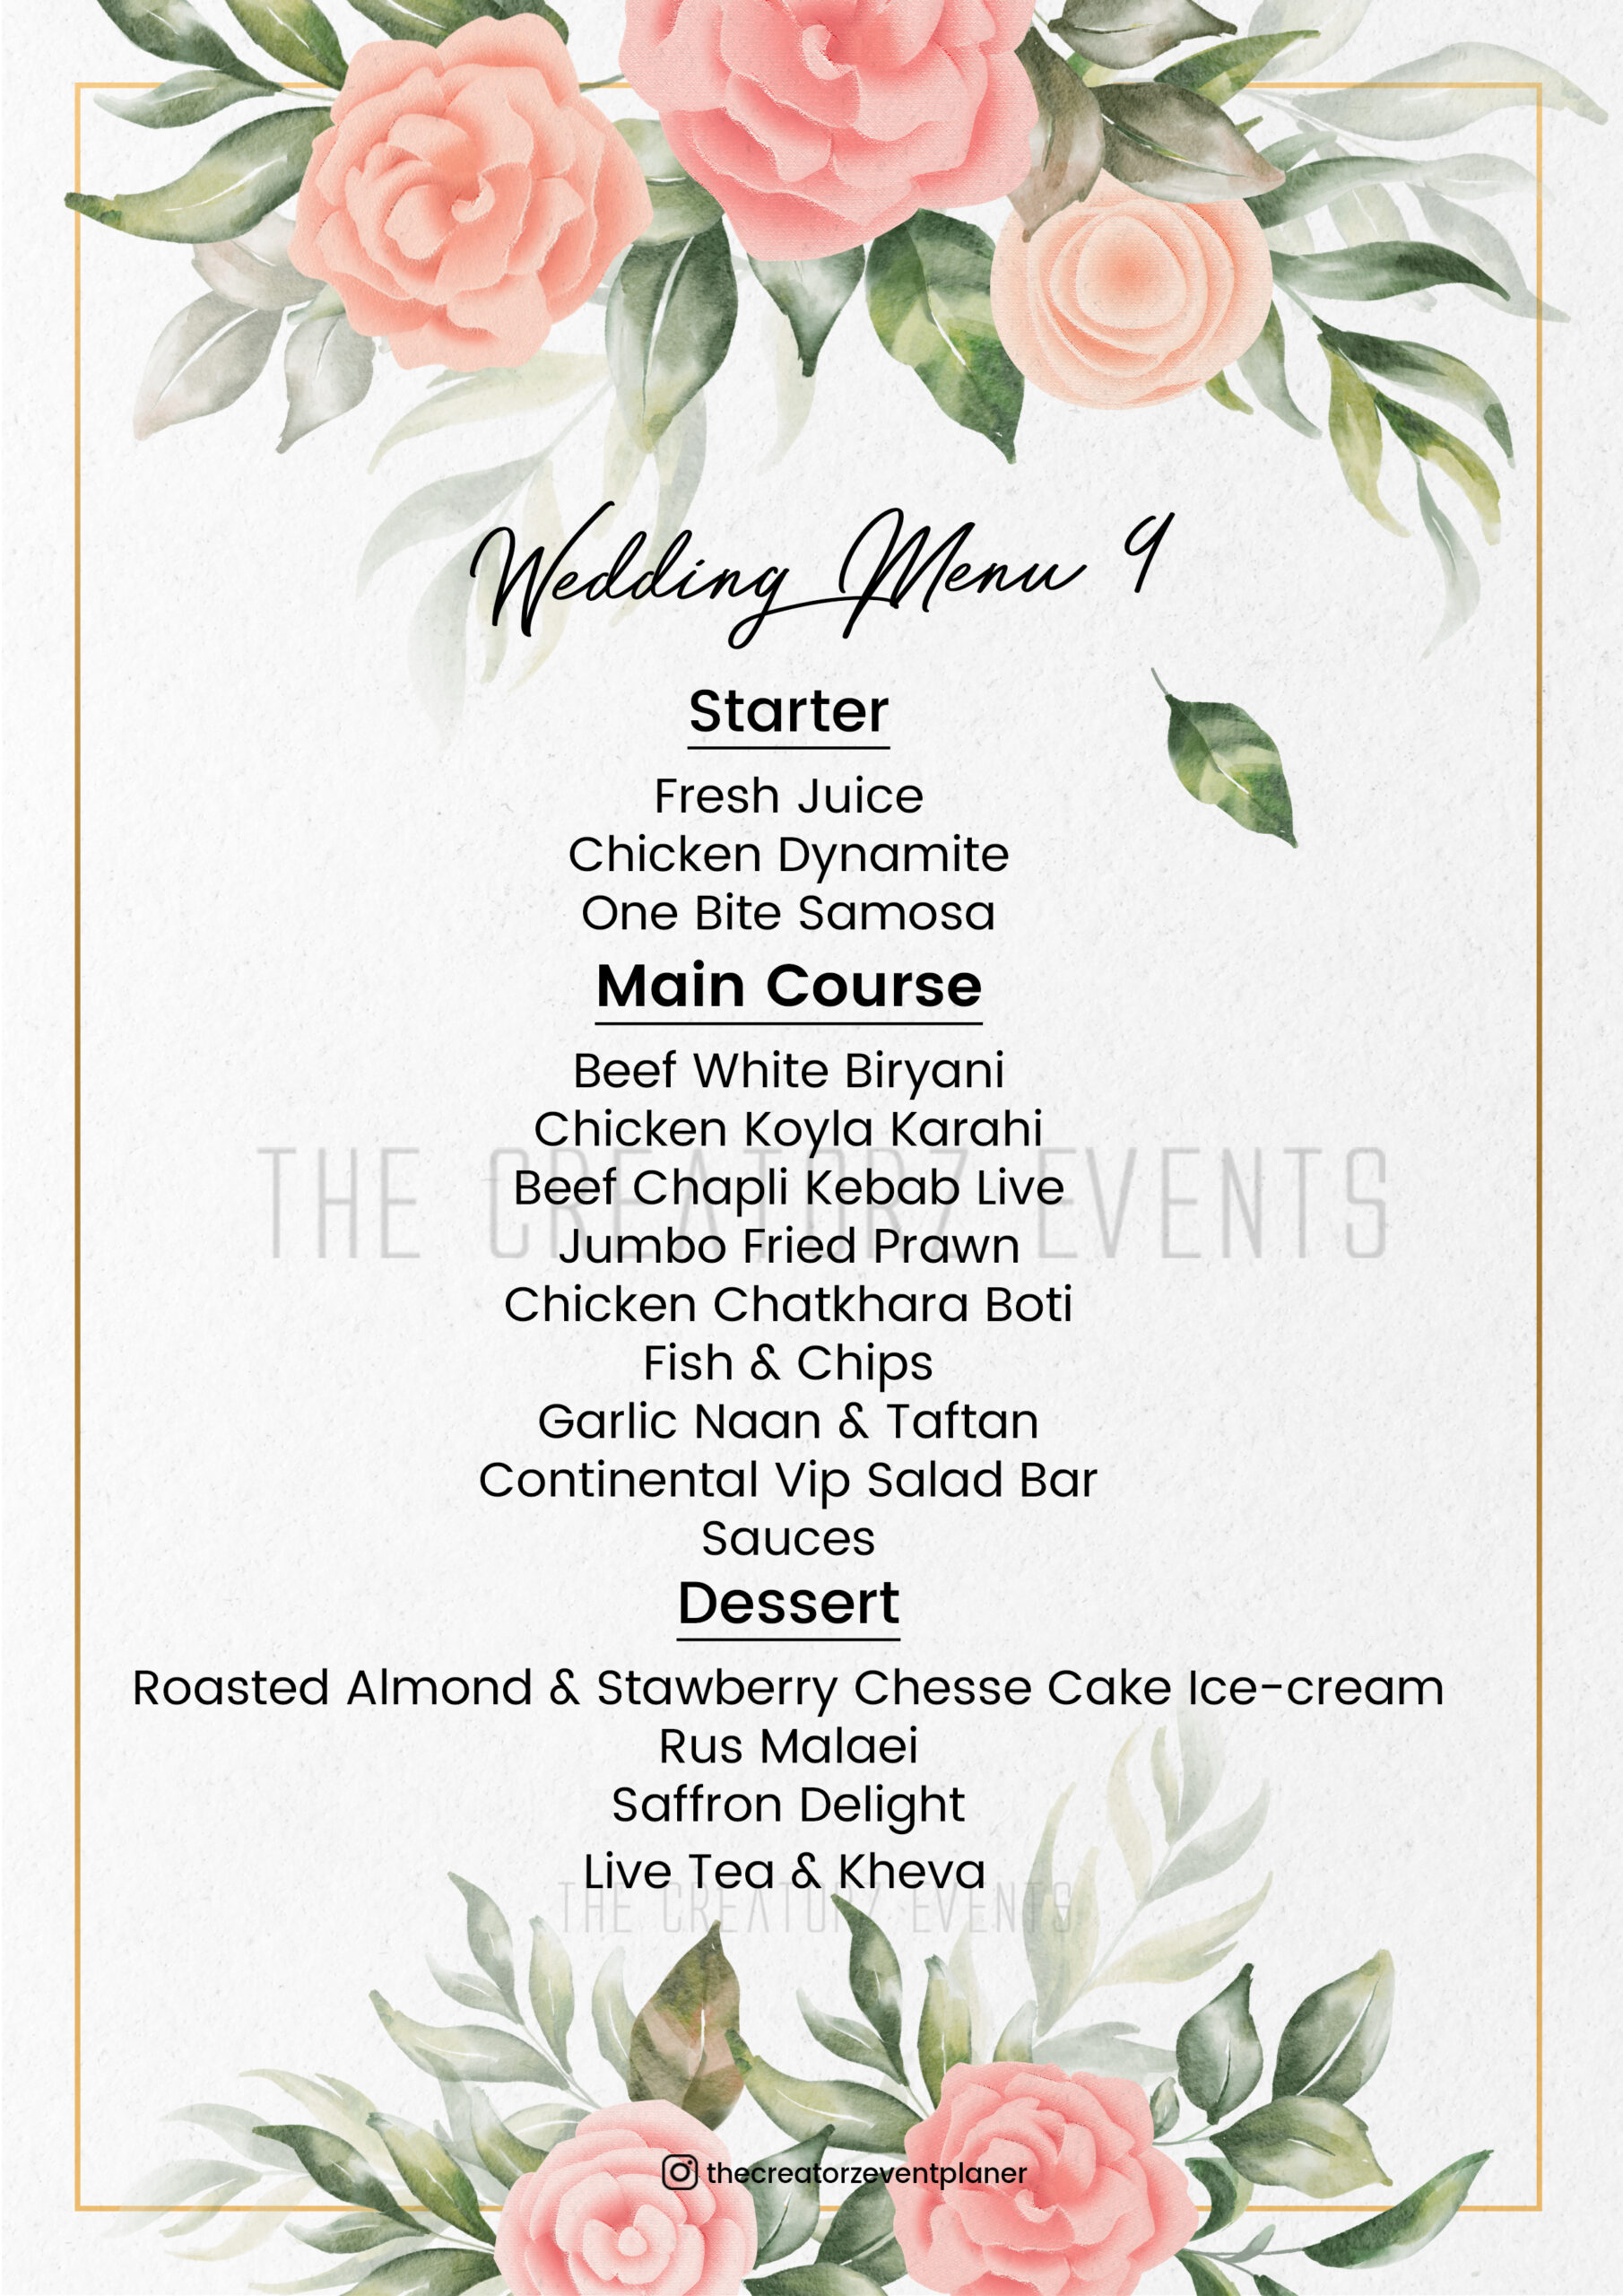 Wedding Menu 9
Starter
Fresh Juice
Chicken Dynamite
One Bite Samosa
Main Course
Beef White Biryani
Chicken Koyla Karahi
THE CREATORZ EVENTS
Beef Chapli Kebab Live
Jumbo Fried Prawn
Chicken Chatkhara Boti
Fish & Chips
Garlic Naan & Taftan
Continental Vip Salad Bar
Sauces
Dessert
Roasted Almond & Stawberry Chesse Cake Ice-cream
Rus Malaei
Saffron Delight
Live Tea & Kheva
THE CREATORZ EVENTS
thecreatorzeventplaner